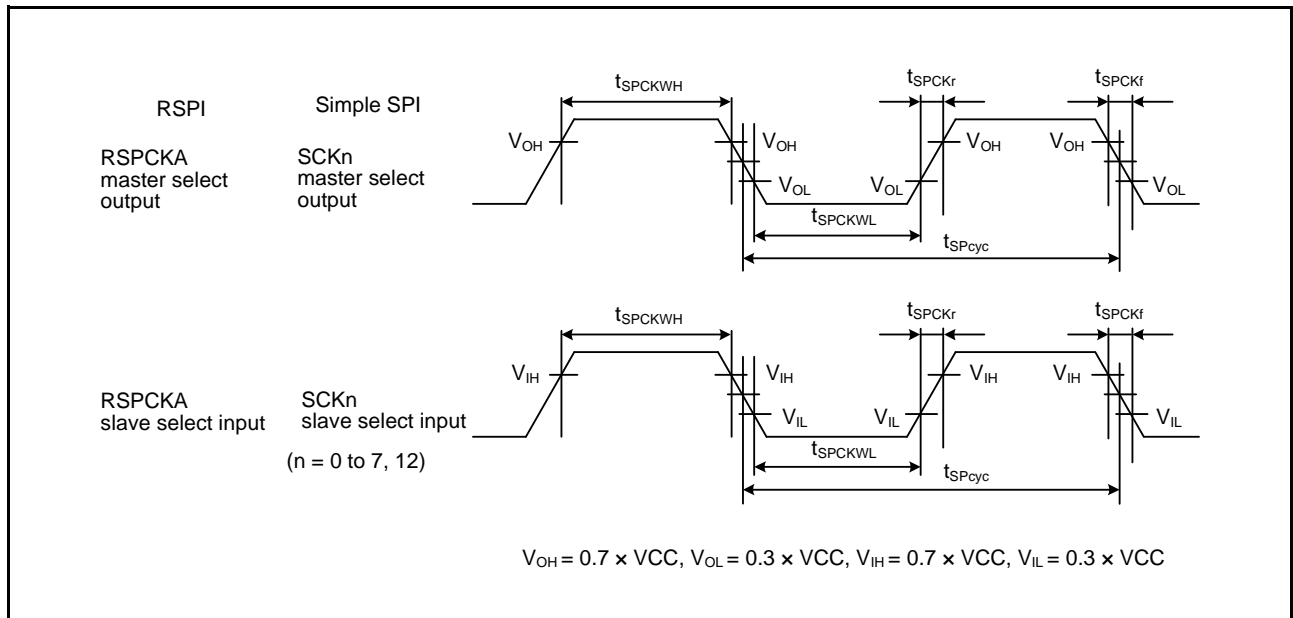 RSPI Simple SPI
RSPCKA
master select
output
SCKn
master select
output
tSPCKWH tSPCKr tSPCKf
VOH VOH VOH VOH
VOL VOL VOL
tSPCKWL
tSPcyc
RSPCKA
slave select input
SCKn
slave select input
(n = 0 to 7, 12)
tSPCKWH tSPCKr tSPCKf
VIH VIH VIH VIH
VIL VIL VIL
tSPCKWL
tSPcyc
VOH = 0.7 × VCC, VOL = 0.3 × VCC, VIH = 0.7 × VCC, VIL = 0.3 × VCC